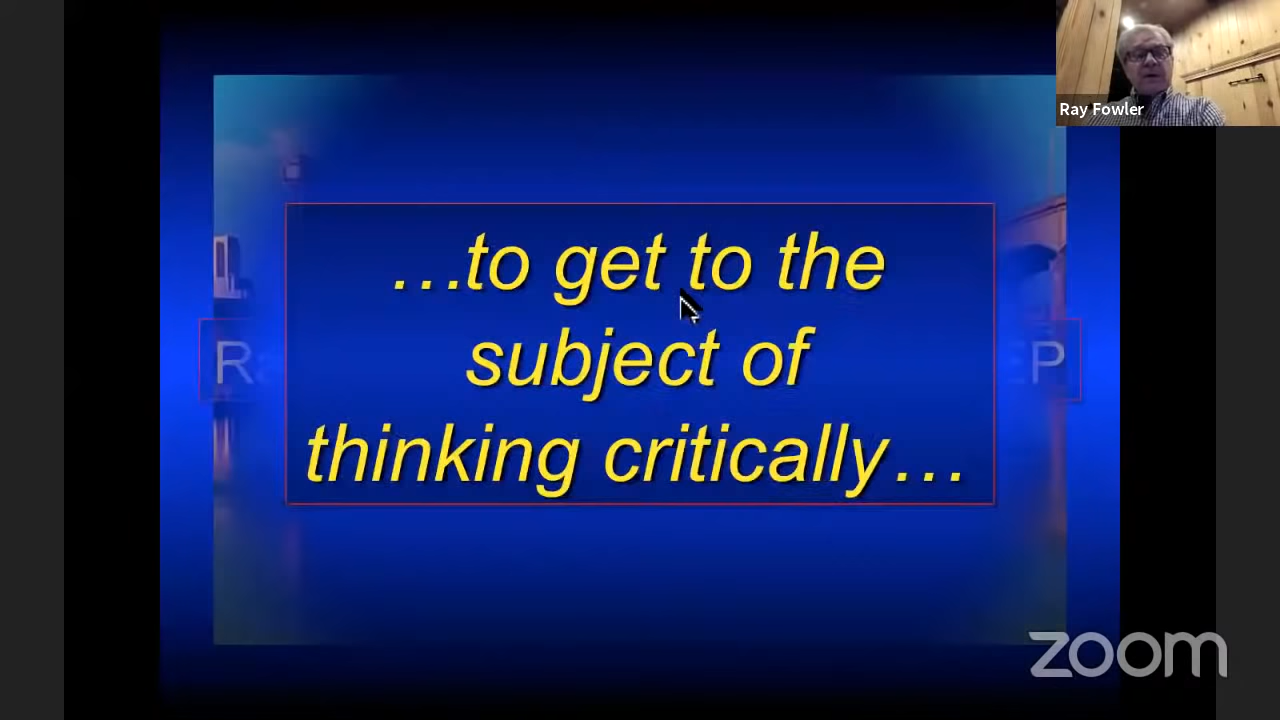 Ray Fowler
…to get to the
subject of
thinking critically…
zoom